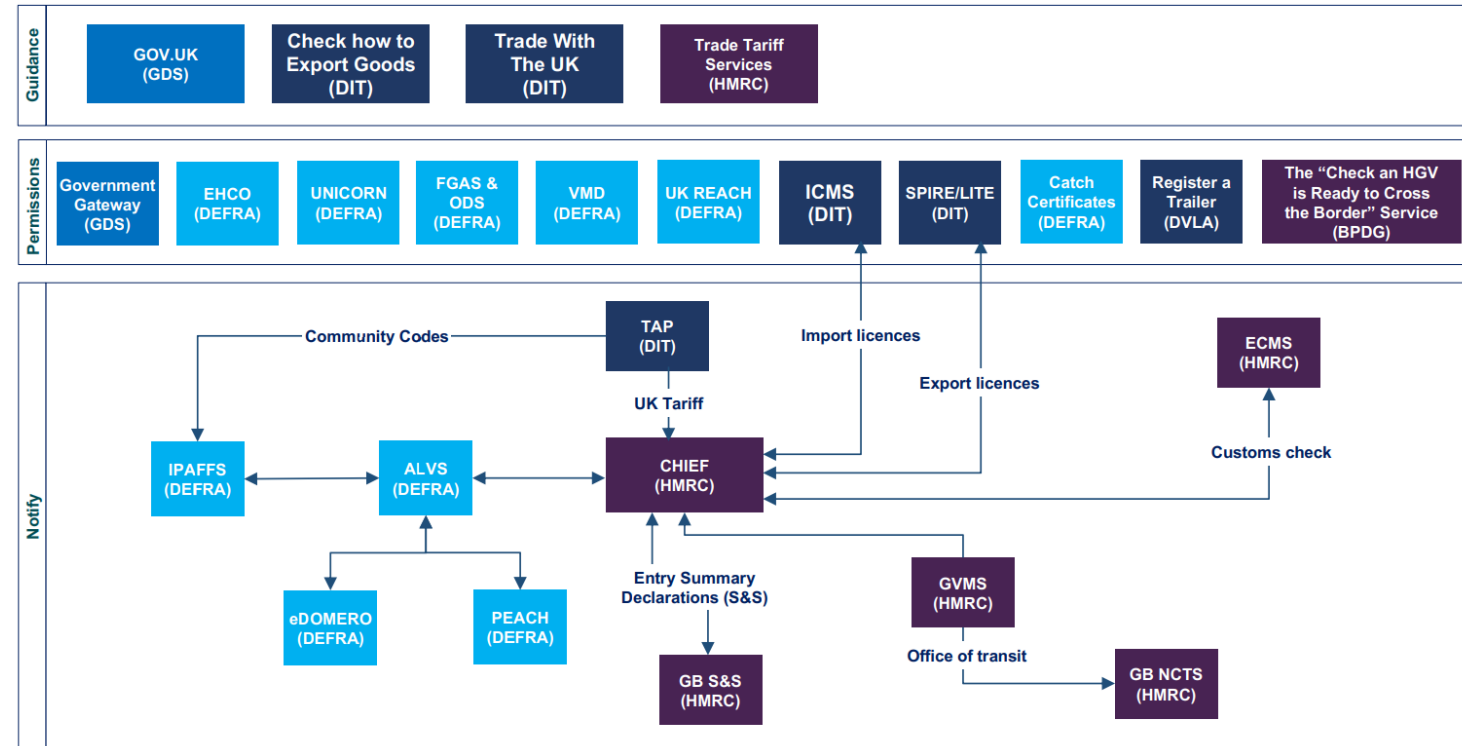 Guidance
GOV.UK
(GDS)
Check how to
Export Goods
(DIT)
Trade With
The UK
(DIT)
Trade Tariff
Services
(HMRC)
Permissions
Government
Gateway
(GDS)
EHCO
(DEFRA)
UNICORN
(DEFRA)
FGAS &
ODS
(DEFRA)
VMD
(DEFRA)
UK REACH
(DEFRA)
ICMS
(DIT)
SPIRE/LITE
(DIT)
Catch
Certificates
(DEFRA)
Register a
Trailer
(DVLA)
The “Check an HGV
is Ready to Cross
the Border” Service
(BPDG)
Notify
Community Codes
TAP
(DIT)
Import licences
Export licences
ECMS
(HMRC)
UK Tariff
IPAFFS
(DEFRA)
ALVS
(DEFRA)
CHIEF
(HMRC)
Customs check
eDOMERO
(DEFRA)
PEACH
(DEFRA)
Entry Summary
Declarations (S&S)
GVMS
(HMRC)
Office of transit
GB S&S
(HMRC)
GB NCTS
(HMRC)